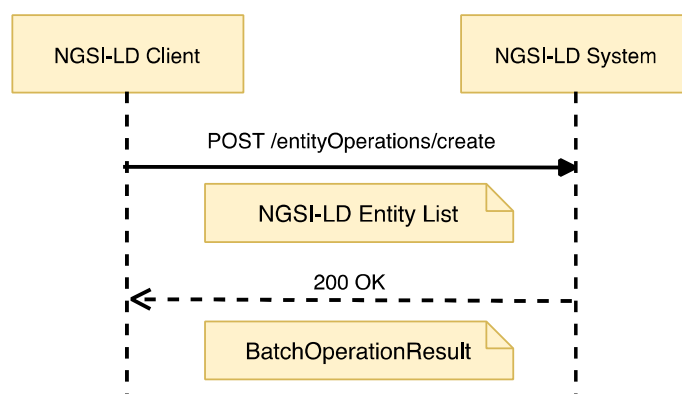 NGSI-LD Client
NGSI-LD System
POST /entityOperations/create
NGSI-LD Entity List
200 OK
BatchOperationResult